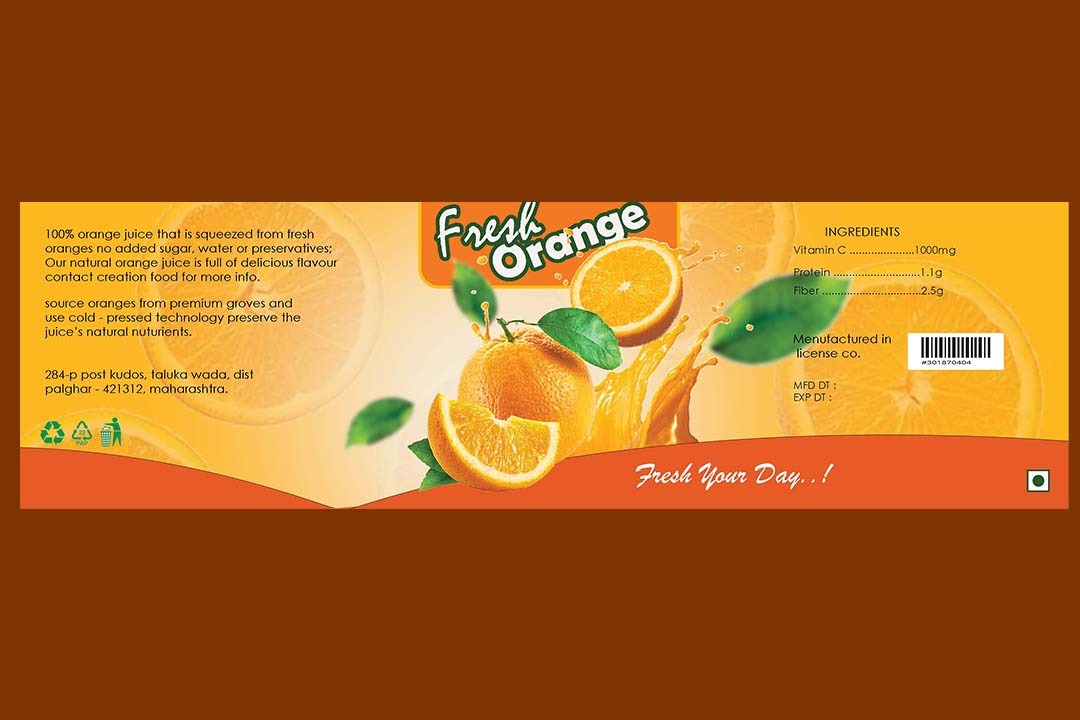 100% orange juice that is squeezed from fresh
oranges no added sugar, water or preservatives;
Our natural orange juice is full of delicious flavour
contact creation food for more info.
source oranges from premium groves and
use cold - pressed technology preserve the
juice's natural nuturients.
284-p post kudos, taluka wada, dist
palghar - 421312, maharashtra.
22
PAP
Fresh
Orange
Fresh Your Day..!
INGREDIENTS
Vitamin C .....................1000mg
Protein ............................1.1g
Fiber ................................2.5g
Menufactured in
license co.
#301870404
MFD DT :
EXP DT :